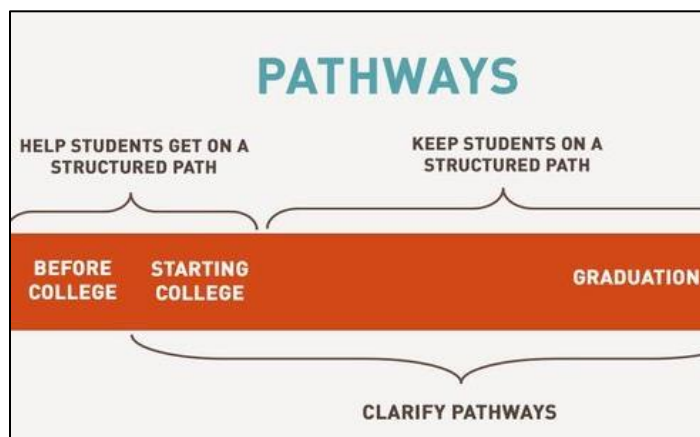 PATHWAYS
HELP STUDENTS GET ON A
STRUCTURED PATH
KEEP STUDENTS ON A
STRUCTURED PATH
BEFORE
COLLEGE
STARTING
COLLEGE
GRADUATION
CLARIFY PATHWAYS